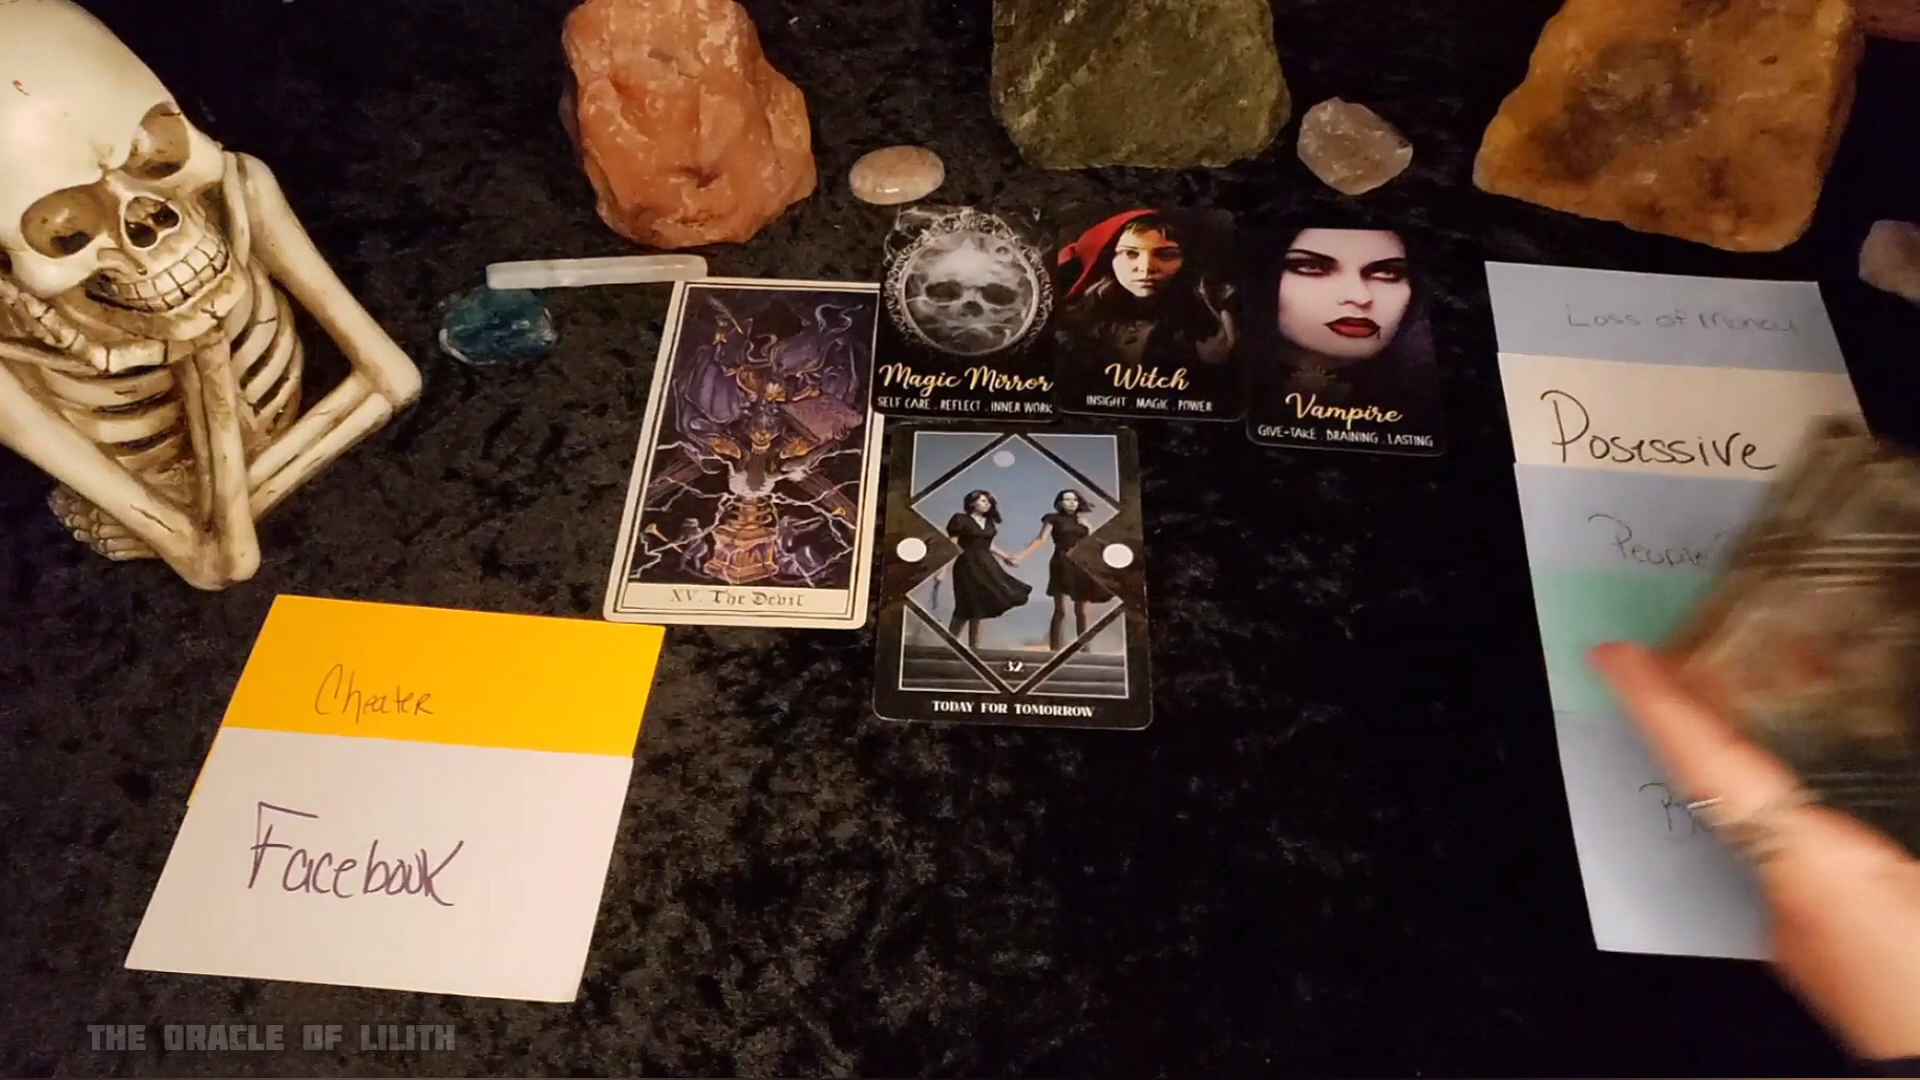 Magic Mirror
SELF CARE . REFLECT . INNER WORK
Witch
INSIGHT . MAGIC . POWER
Vampire
GIVE-TAKE . DRAINING . LASTING
Loss of Money
Posessive
XV. The Devil
32
TODAY FOR TOMORROW
Cheater
Facebook
THE ORACLE OF LILITH